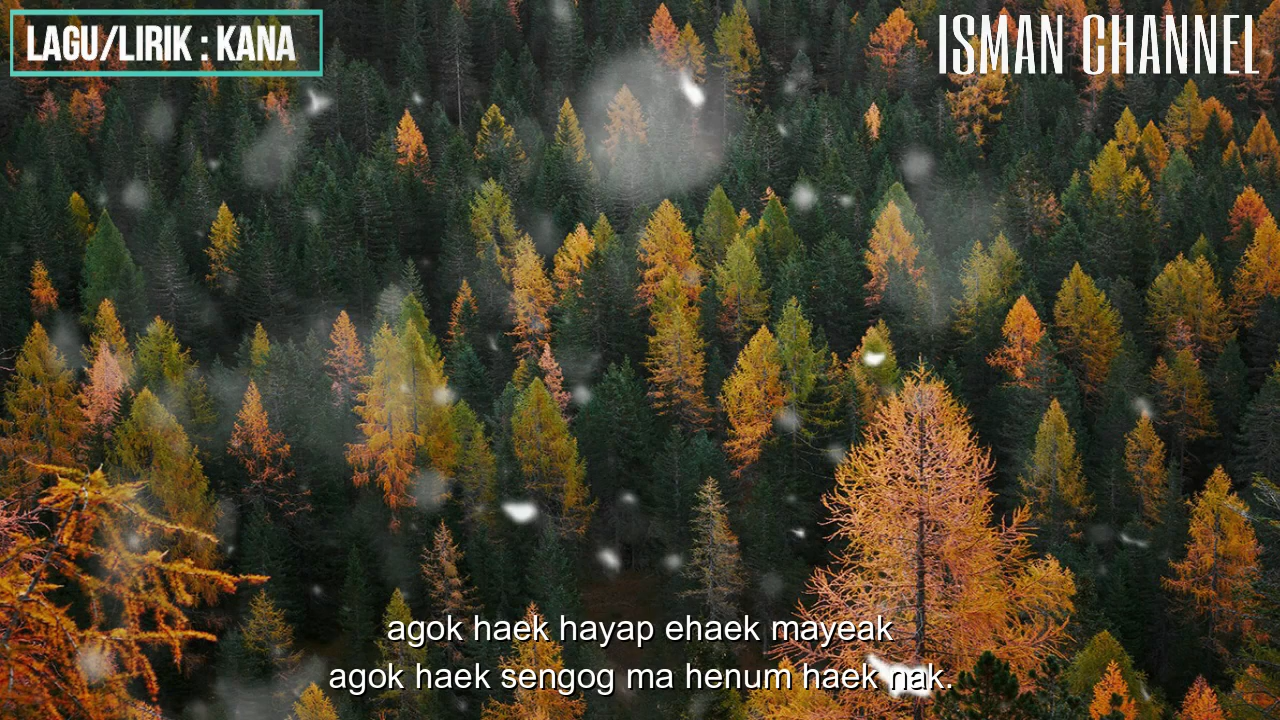 LAGU/LIRIK : KANA
ISMAN CHANNEL
agok haek hayap ehaek mayeak
agok haek sengog ma henum haek nak.